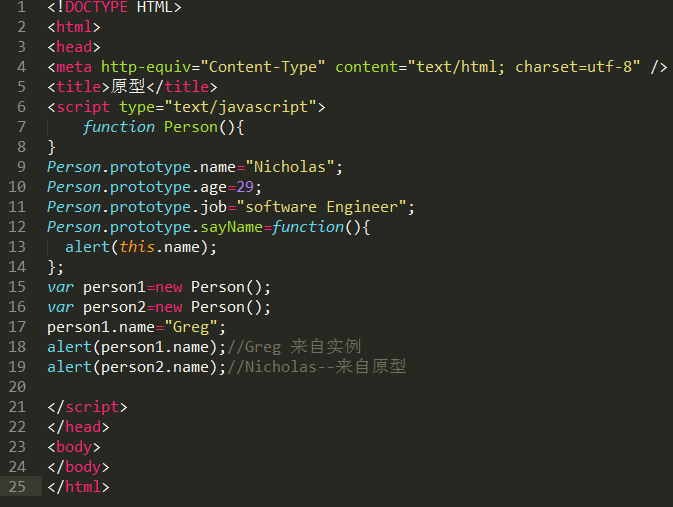 1 <!DOCTYPE HTML>
2 <html>
3 <head>
4 <meta http-equiv="Content-Type" content="text/html; charset=utf-8" />
5 <title>原型</title>
6 <script type="text/javascript">
7     function Person(){
8 }
9 Person.prototype.name="Nicholas";
10 Person.prototype.age=29;
11 Person.prototype.job="software Engineer";
12 Person.prototype.sayName=function(){
13   alert(this.name);
14 };
15 var person1=new Person();
16 var person2=new Person();
17 person1.name="Greg";
18 alert(person1.name);//Greg 来自实例
19 alert(person2.name);//Nicholas--来自原型
20
21 </script>
22 </head>
23 <body>
24 </body>
25 </html>